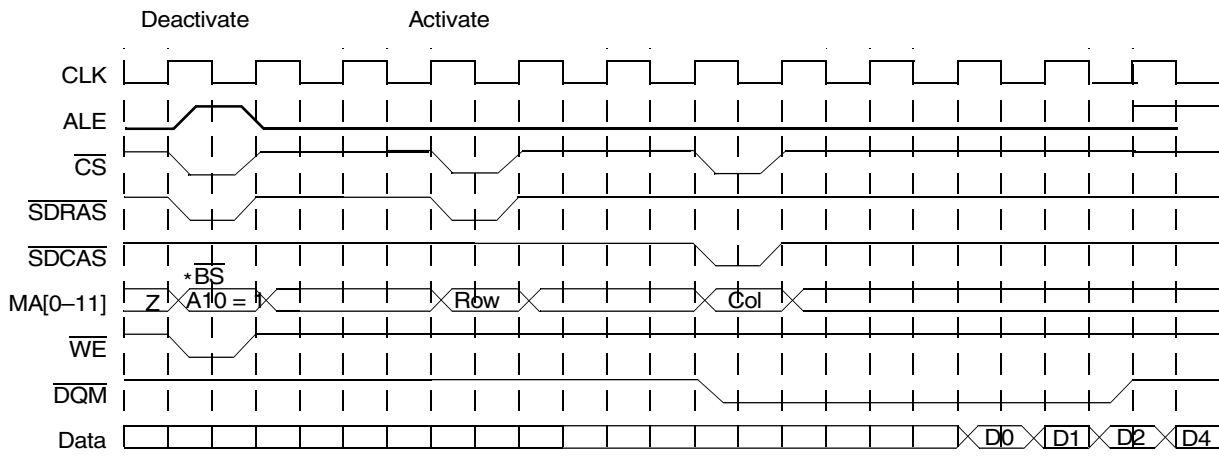 Deactivate Activate
CLK
ALE
CS
SDRAS
SDCAS
*BS
MA[0–11] Z A10 = 1 Row Col
WE
DQM
Data D0 D1 D2 D4